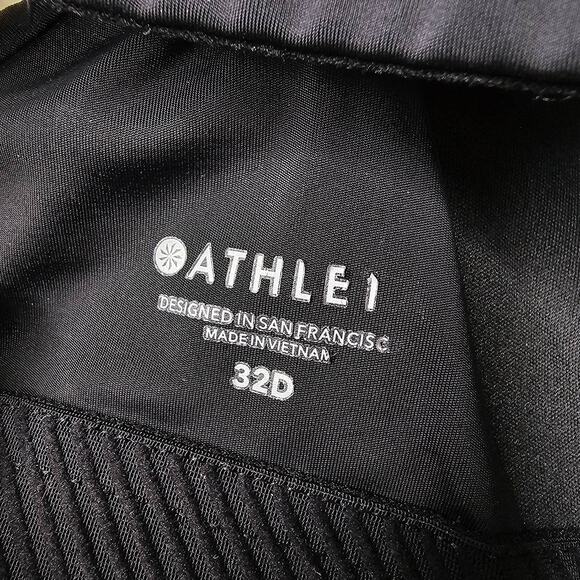 ATHLE
DESIGNED IN SAN FRANCISC
MADE IN VIETNAM
32D